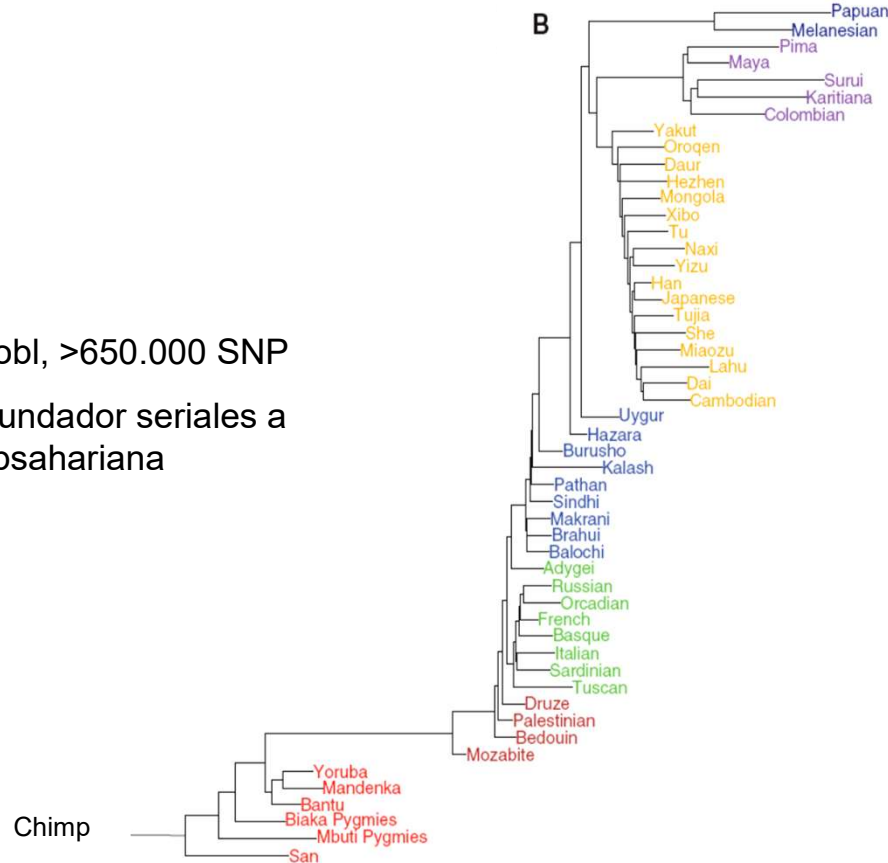 B
Papuan
Melanesian
Pima
Maya
Surui
Karitiana
Colombian
Yakut
Oroqen
Daur
Hezhen
Mongola
Xibo
Tu
Naxi
Yizu
Han
Japanese
Tujia
She
Miaozu
Lahu
Dai
Cambodian
Uygur
Hazara
Burusho
Kalash
Pathan
Sindhi
Makrani
Brahui
Balochi
Adygei
Russian
Orcadian
French
Basque
Italian
Sardinian
Tuscan
Druze
Palestinian
Bedouin
Mozabite
Yoruba
Mandenka
Bantu
Biaka Pygmies
Mbuti Pygmies
San
Chimp
obl, >650.000 SNP
undador seriales a
osahariana